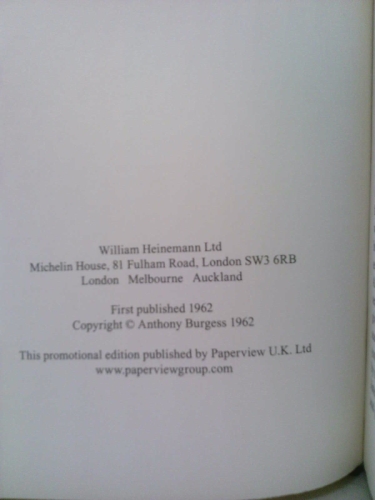 William Heinemann Ltd
Michelin House, 81 Fulham Road, London SW3 6RB
London Melbourne Auckland
First published 1962
Copyright © Anthony Burgess 1962
This promotional edition published by Paperview U.K. Ltd
www.paperviewgroup.com